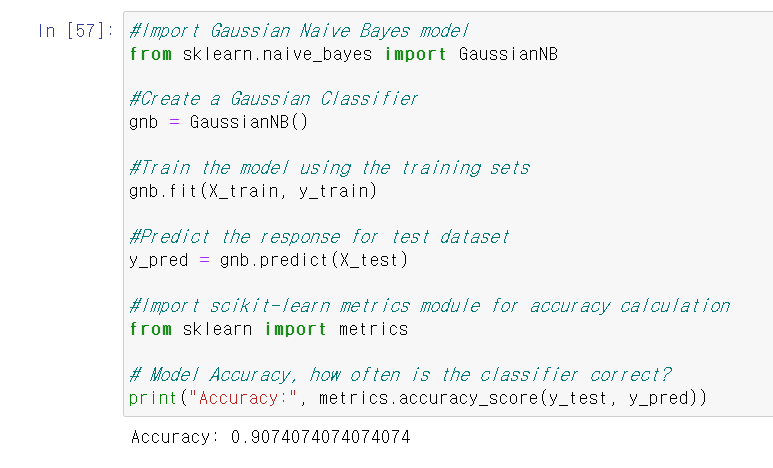 In [57]:
#Import Gaussian Naive Bayes model
from sklearn.naive_bayes import GaussianNB
#Create a Gaussian Classifier
gnb = GaussianNB()
#Train the model using the training sets
gnb.fit(X_train, y_train)
#Predict the response for test dataset
y_pred = gnb.predict(X_test)
#Import scikit-learn metrics module for accuracy calculation
from sklearn import metrics
# Model Accuracy, how often is the classifier correct?
print("Accuracy:", metrics.accuracy_score(y_test, y_pred))
Accuracy: 0.9074074074074074